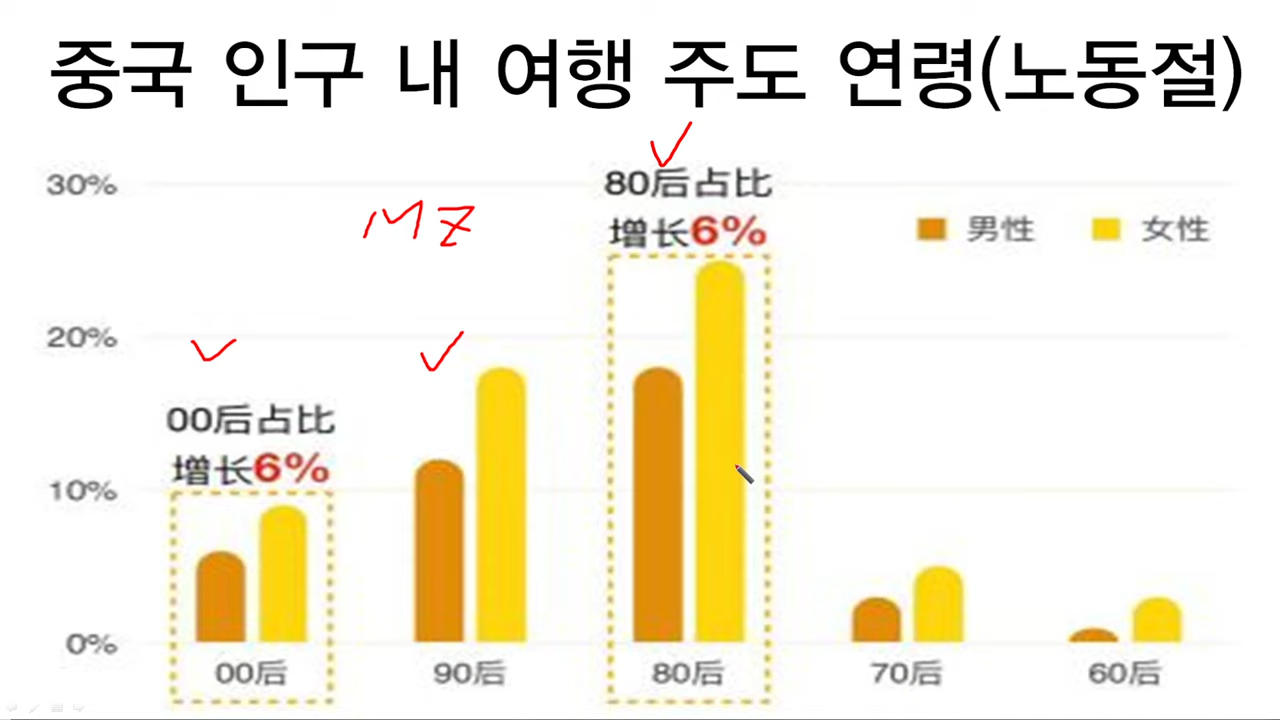 중국 인구 내 여행 주도 연령(노동절)
30%
80后占比
增长6%
MZ
男性
女性
20%
00后占比
增长6%
10%
0%
00后
90后
80后
70后
60后